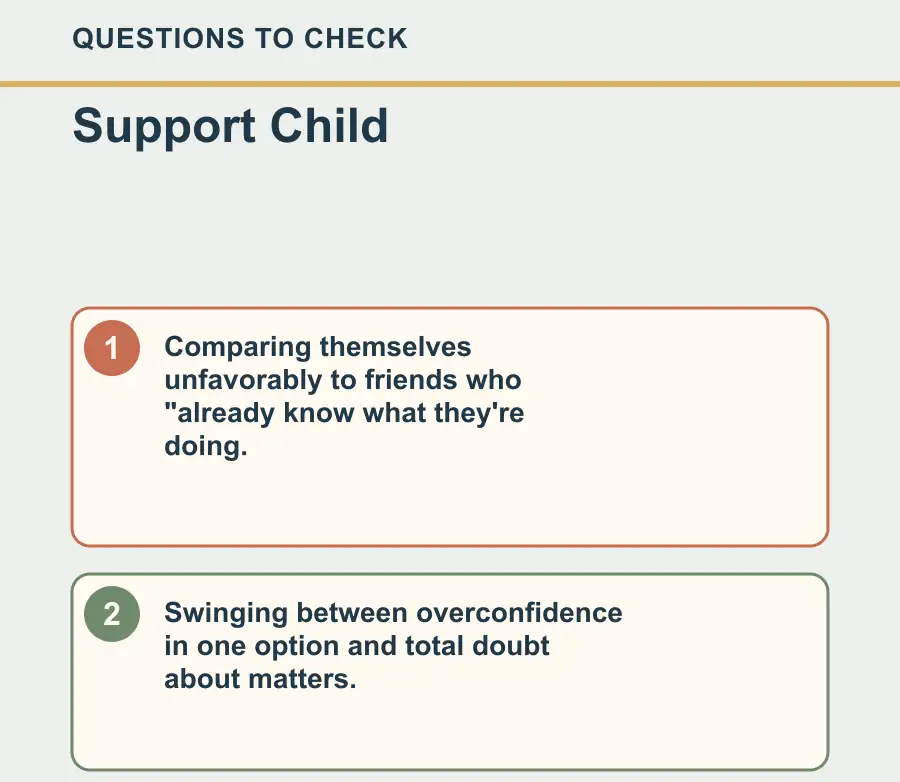 QUESTIONS TO CHECK
Support Child
1
Comparing themselves
unfavorably to friends who
"already know what they're
doing.
2
Swinging between overconfidence
in one option and total doubt
about matters.